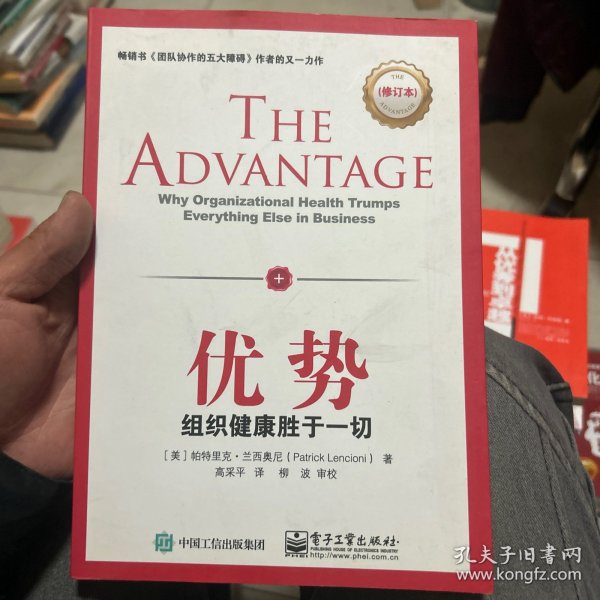 畅销书《团队协作的五大障碍》作者的又一力作
THE
(修订本)
ADVANTAGE
THE
ADVANTAGE
Why Organizational Health Trumps
Everything Else in Business
优势
组织健康胜于一切
[美] 帕特里克·兰西奥尼(Patrick Lencioni) 著
高采平 译 柳 波 审校
中国工信出版集团
电子工业出版社·
PUBLISHING HOUSE OF ELECTRONICS INDUSTRY
http://www.phei.com.cn
孔夫子旧书网
www.kongfz.com